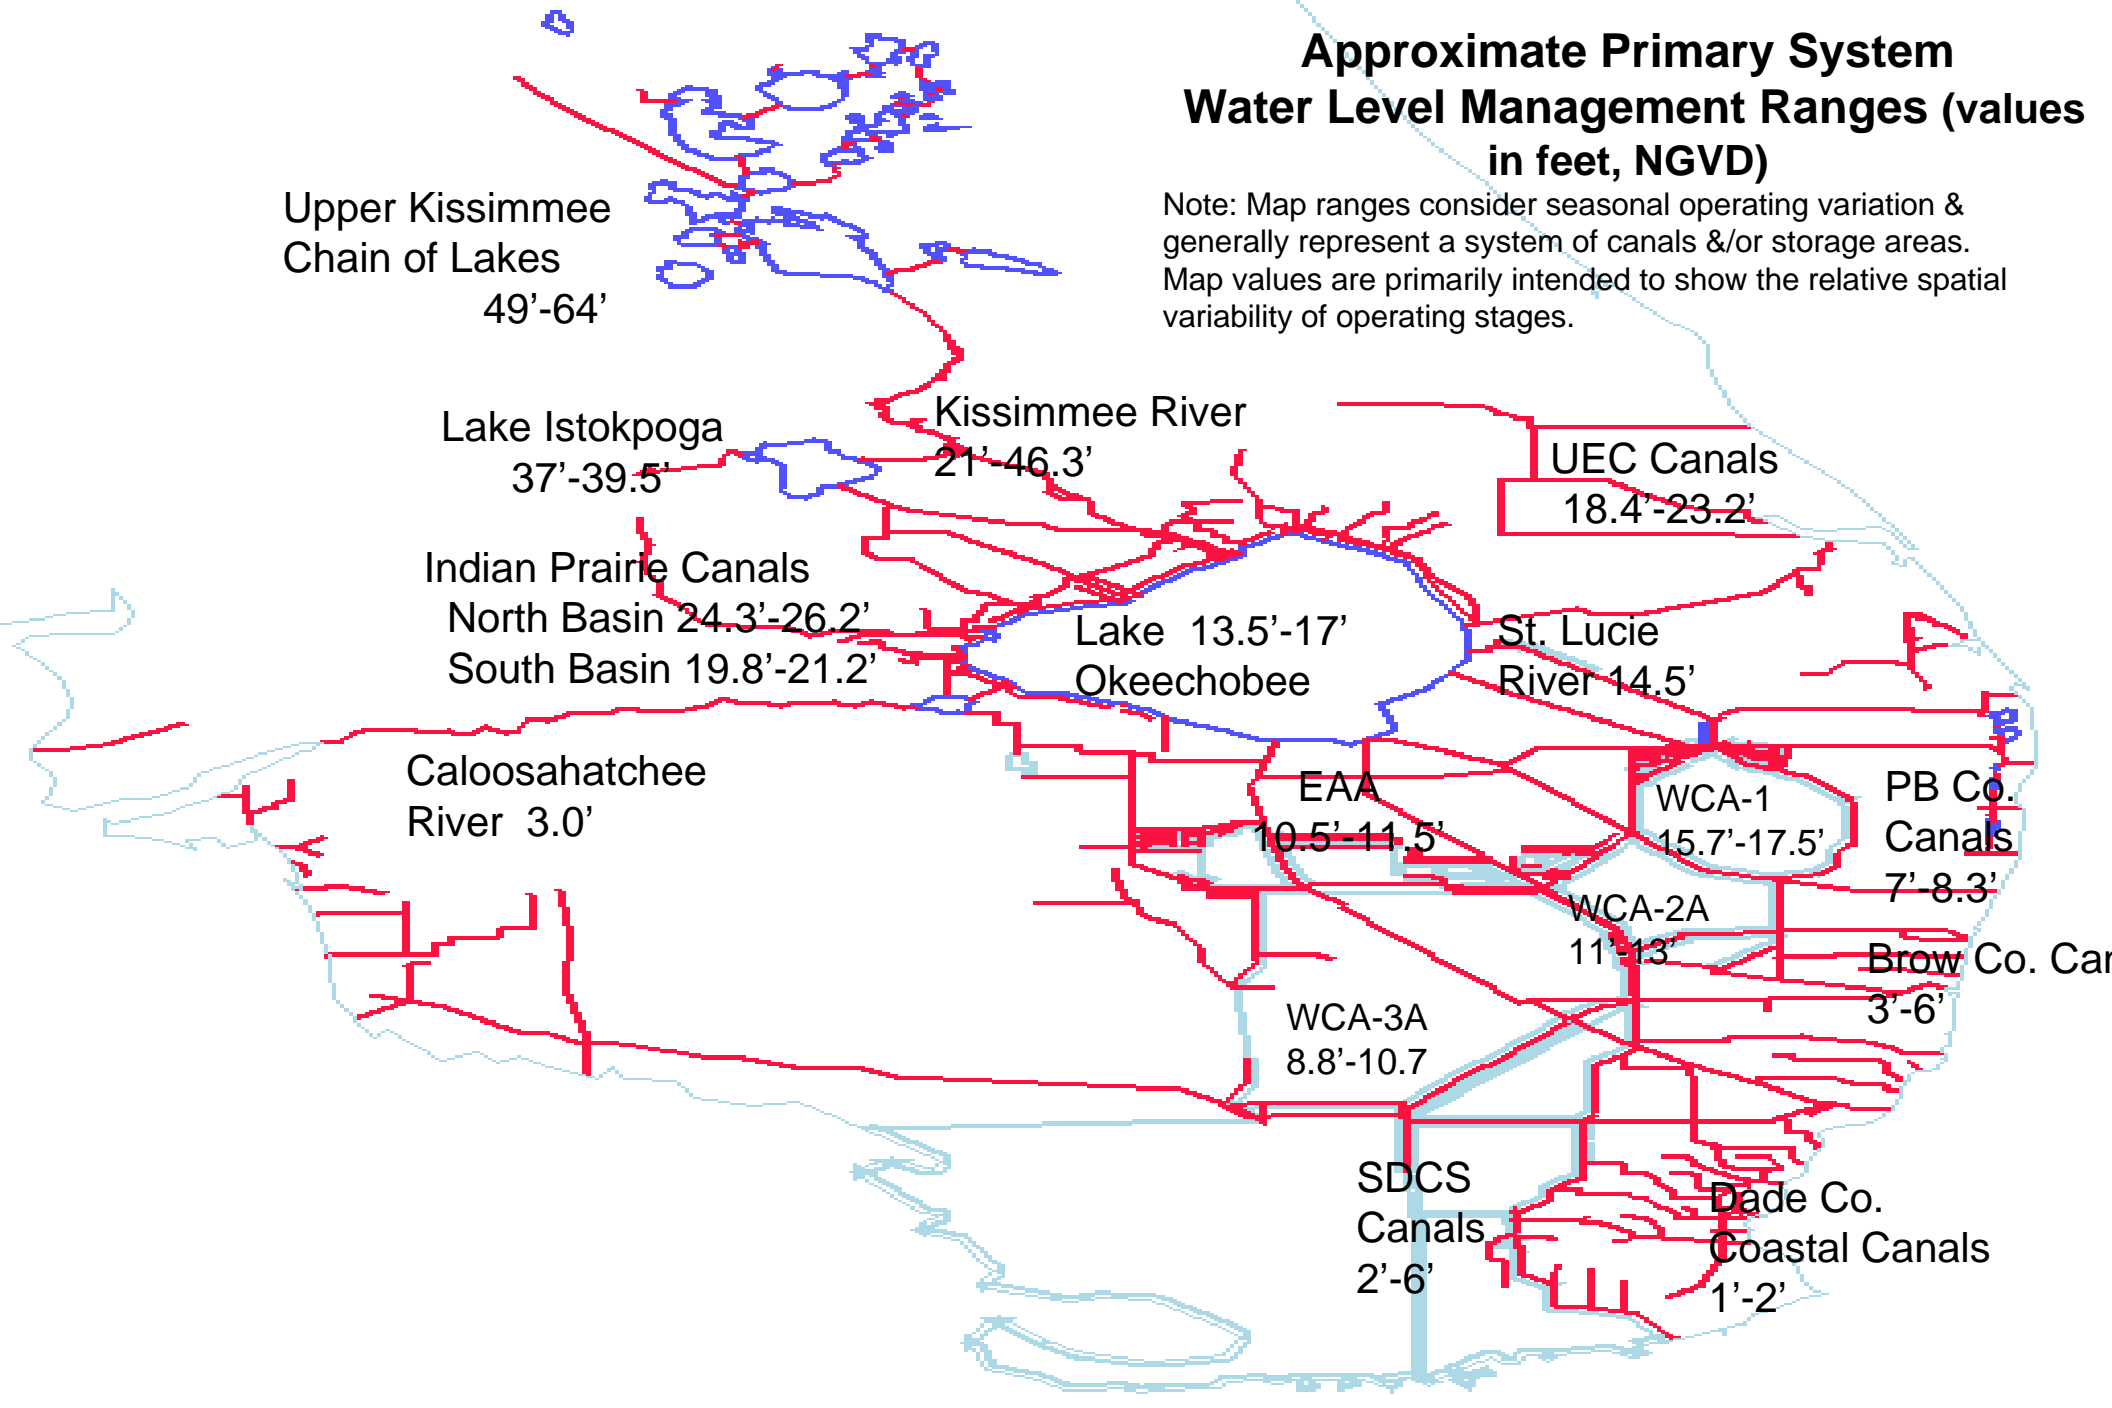 Approximate Primary System
Water Level Management Ranges (values
in feet, NGVD)
Note: Map ranges consider seasonal operating variation &
generally represent a system of canals &/or storage areas.
Map values are primarily intended to show the relative spatial
variability of operating stages.
Upper Kissimmee
Chain of Lakes
49’-64’
Lake Istokpoga
37’-39.5’
Kissimmee River
21’-46.3’
UEC Canals
18.4’-23.2’
Indian Prairie Canals
North Basin 24.3’-26.2’
South Basin 19.8’-21.2’
Lake 13.5’-17’
Okeechobee
St. Lucie
River 14.5’
Caloosahatchee
River 3.0’
EAA
10.5’-11.5’
WCA-1
15.7’-17.5’
PB Co.
Canals
7’-8.3’
WCA-2A
11’-13’
Brow Co. Can
3’-6’
WCA-3A
8.8’-10.7
SDCS
Canals
2’-6’
Dade Co.
Coastal Canals
1’-2’